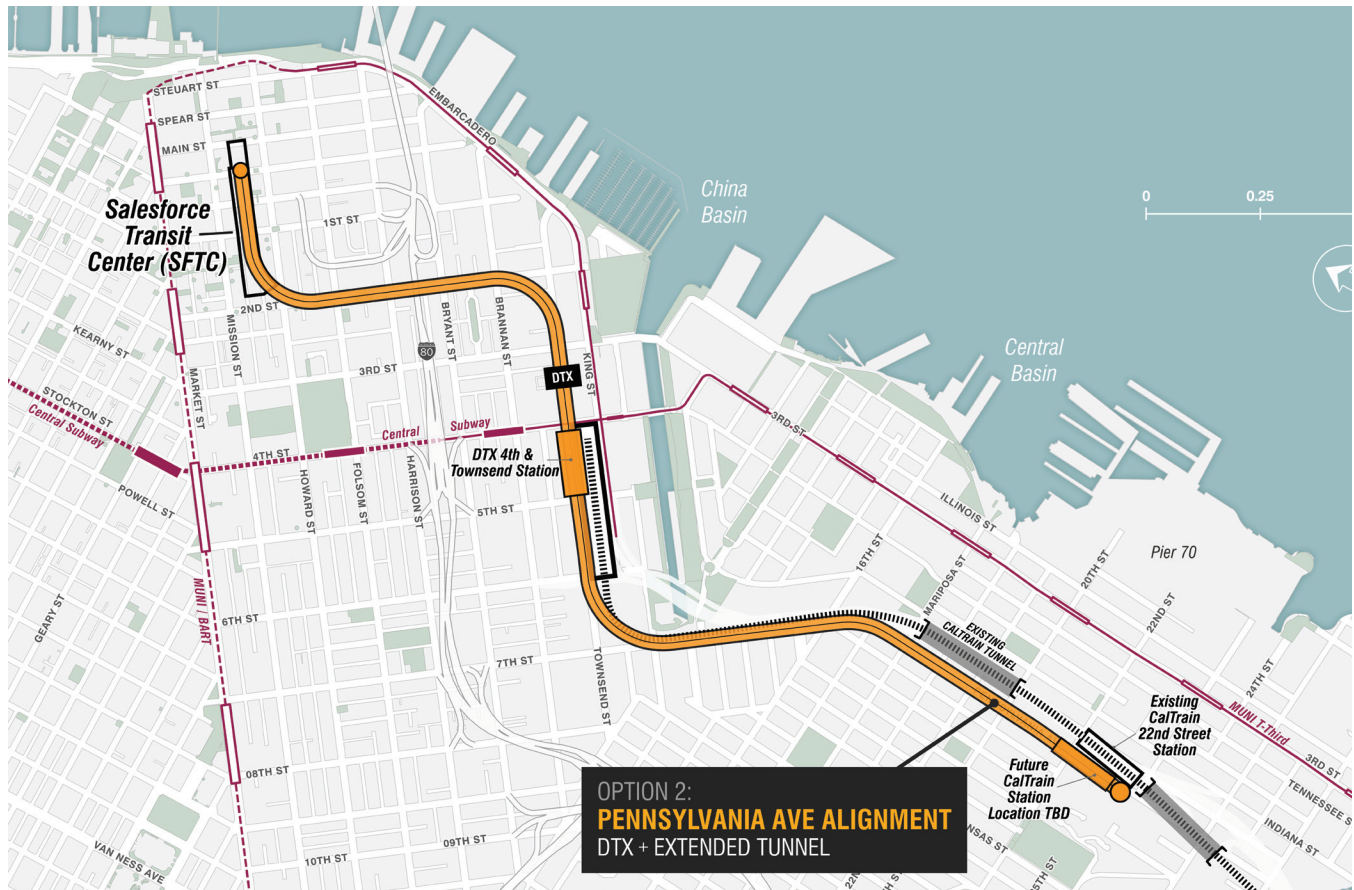 STEUART ST
SPEAR ST
MAIN ST
EMBARCADERO
Salesforce
Transit
Center (SFTC)
1ST ST
China
Basin
0
0.25
2ND ST
KEARNY ST
MISSION ST
BRYANT ST
BRANNAN ST
80
3RD ST
KING ST
DTX
Central
Basin
STOCKTON ST
Central Subway
MARKET ST
Central
Subway
4TH ST
DTX 4th &
Townsend Station
3RD ST
POWELL ST
HOWARD ST
FOLSOM ST
HARRISON ST
5TH ST
ILLINOIS ST
16TH ST
MARIPOSA ST
20TH ST
22ND ST
24TH ST
Pier 70
GEARY ST
MUNI / BART
6TH ST
EXISTING
CALTRAIN TUNNEL
7TH ST
TOWNSEND ST
MUNI T-Third
Existing
CalTrain
22nd Street
Station
3RD ST
TENNESSEE S
INDIANA ST
08TH ST
Future
CalTrain
Station
Location TBD
OPTION 2:
PENNSYLVANIA AVE ALIGNMENT
DTX + EXTENDED TUNNEL
VAN NESS AVE
10TH ST
09TH ST
NSAS ST